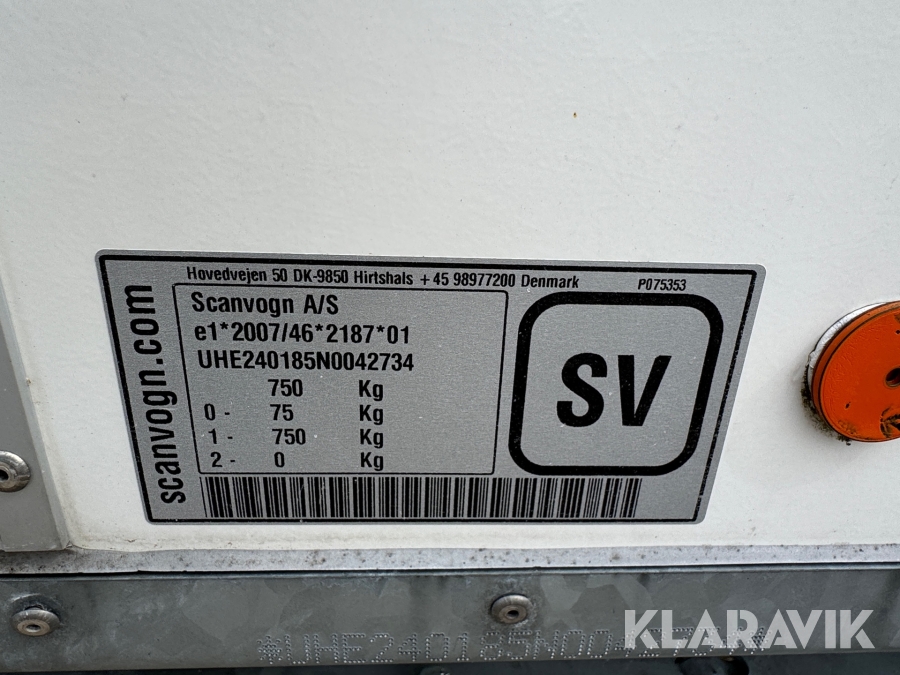 Hovedvejen 50 DK-9850 Hirtshals + 45 98977200 Denmark P075353
scanvogn.com
Scanvogn A/S
e1*2007/46*2187*01
UHE240185N0042734
750 Kg
0 - 75 Kg
1 - 750 Kg
2 - 0 Kg
SV
KLARAVIK